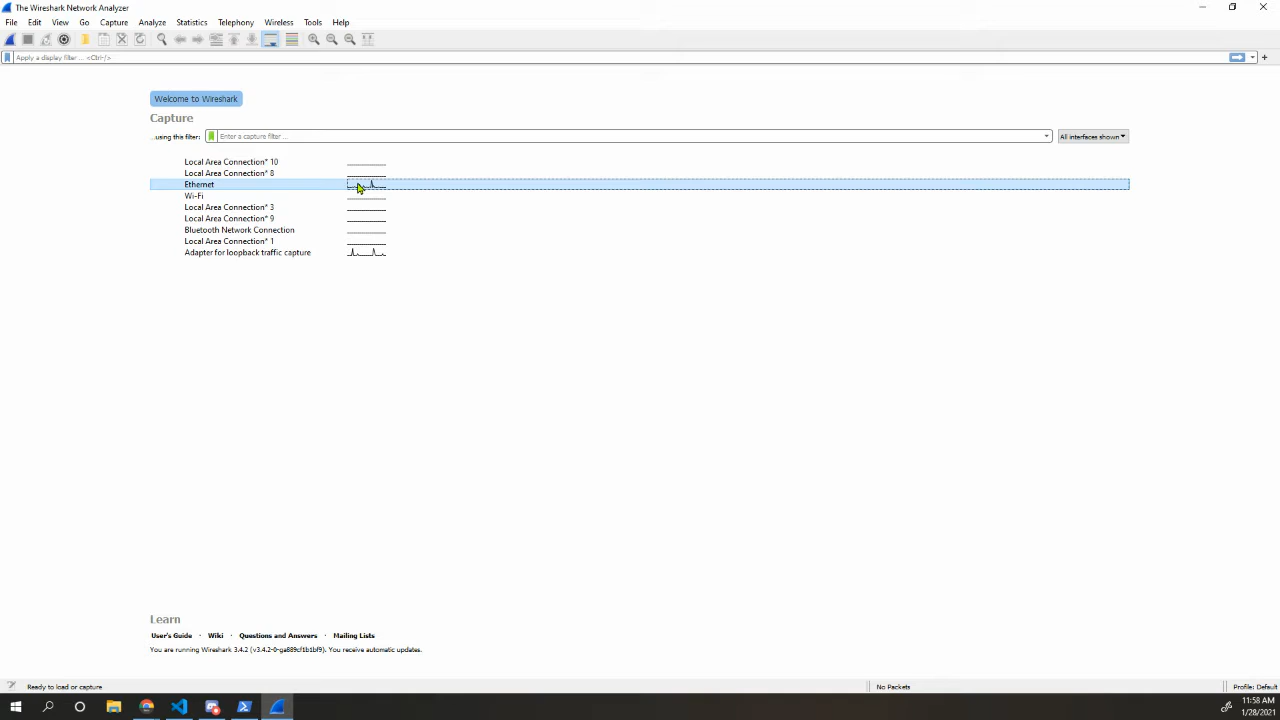 The Wireshark Network Analyzer
File Edit View Go Capture Analyze Statistics Telephony Wireless Tools Help
Apply a display filter ... <Ctrl-/>
Welcome to Wireshark
Capture
...using this filter: Enter a capture filter ... All interfaces shown
Local Area Connection* 10
Local Area Connection* 8
Ethernet
Wi-Fi
Local Area Connection* 3
Local Area Connection* 9
Bluetooth Network Connection
Local Area Connection* 1
Adapter for loopback traffic capture
Learn
User's Guide · Wiki · Questions and Answers · Mailing Lists
You are running Wireshark 3.4.2 (v3.4.2-0-ga889cf1b1bf9). You receive automatic updates.
Ready to load or capture No Packets Profile: Default
11:58 AM
1/28/2021